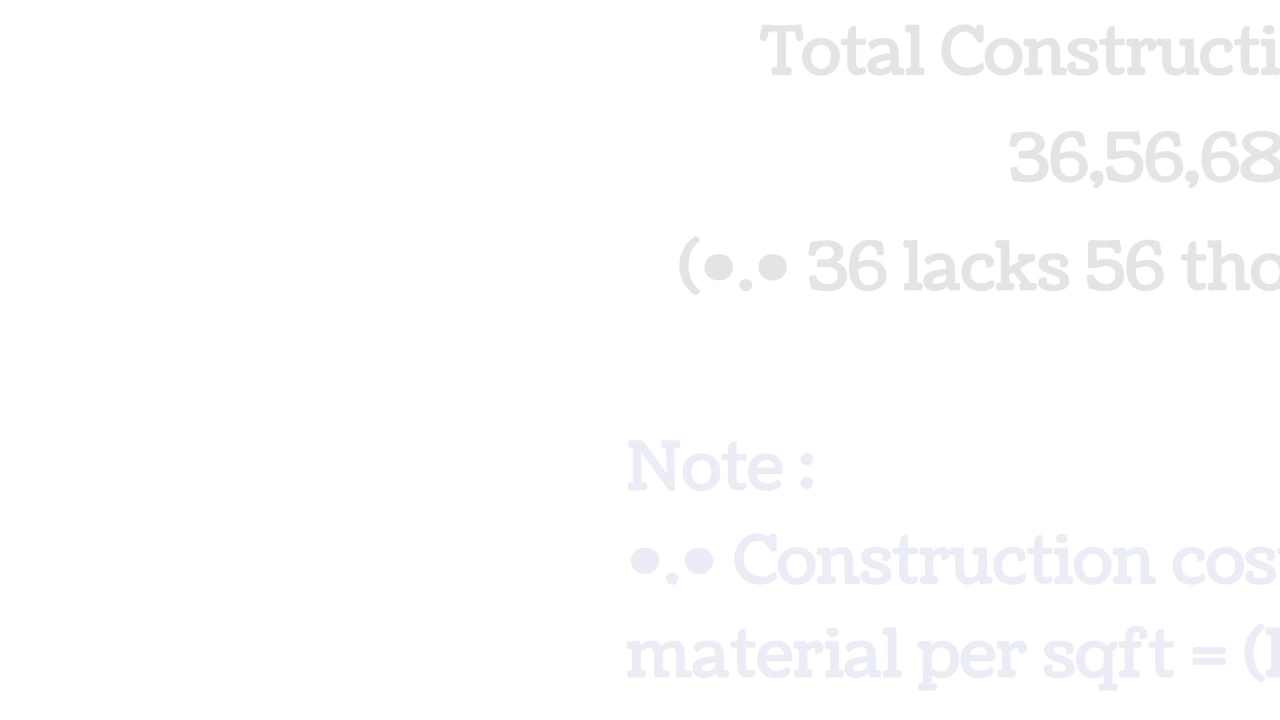 Total Constructi
36,56,68
(•.• 36 lacks 56 tho
Note :
•.• Construction cos
material per sqft = (